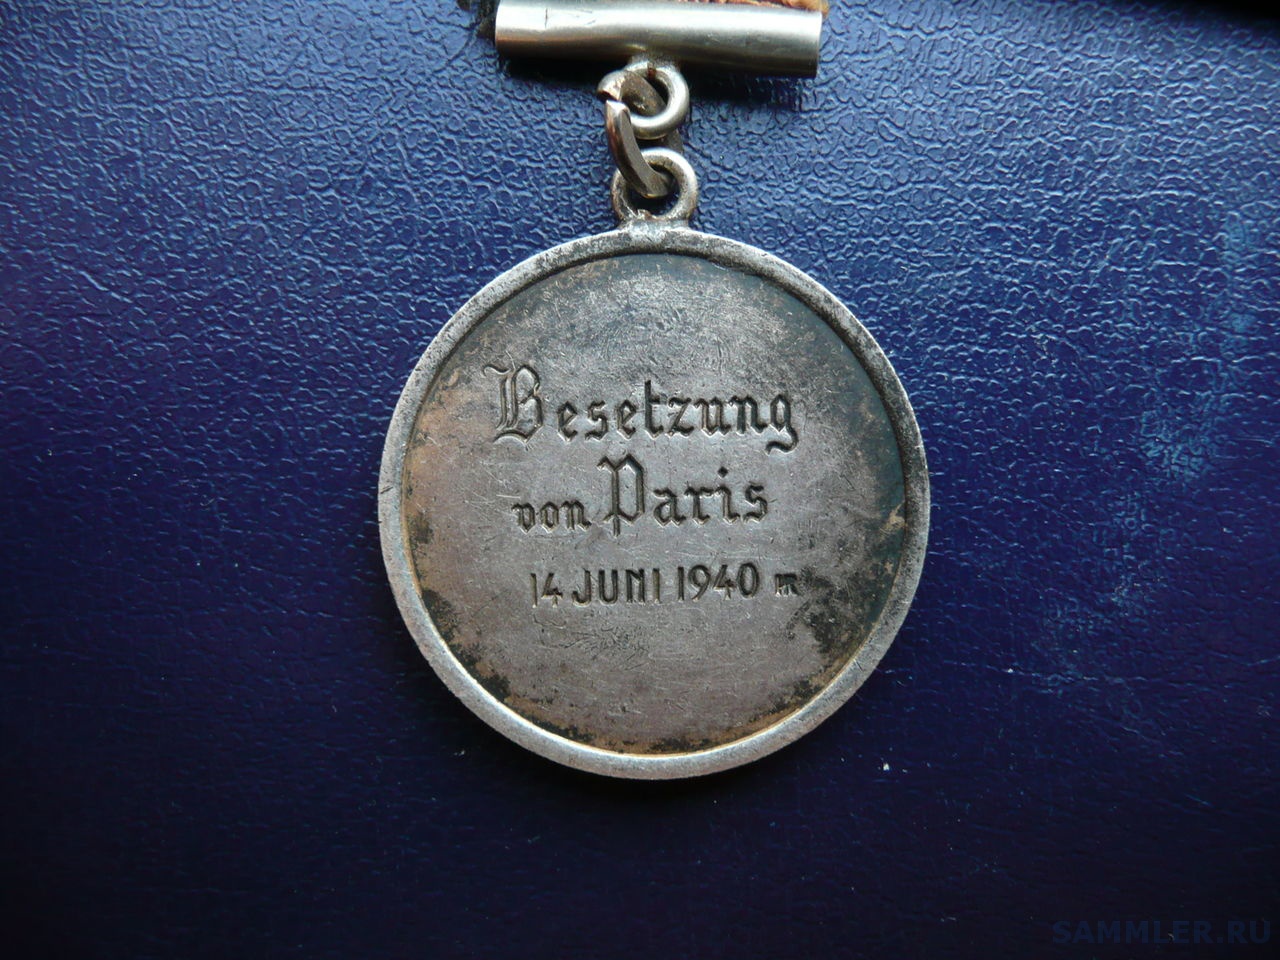 Besetzung
von Paris
14 JUNI 1940
SAMMLER.RU